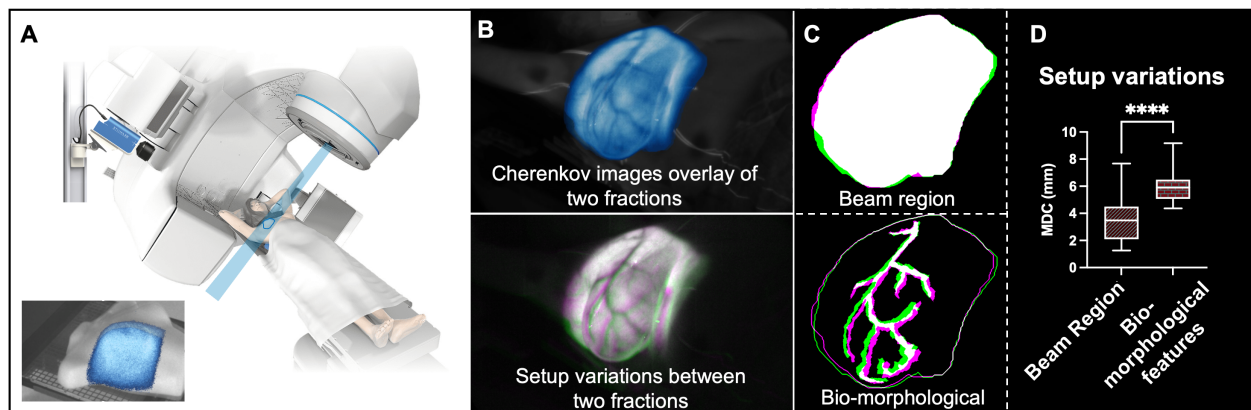 A
B
Cherenkov images overlay of
two fractions
Setup variations between
two fractions
C
Beam region
Bio-morphological
D
Setup variations
****
10
8
6
4
2
0
MDC (mm)
Beam Region
Bio-
morphological
features